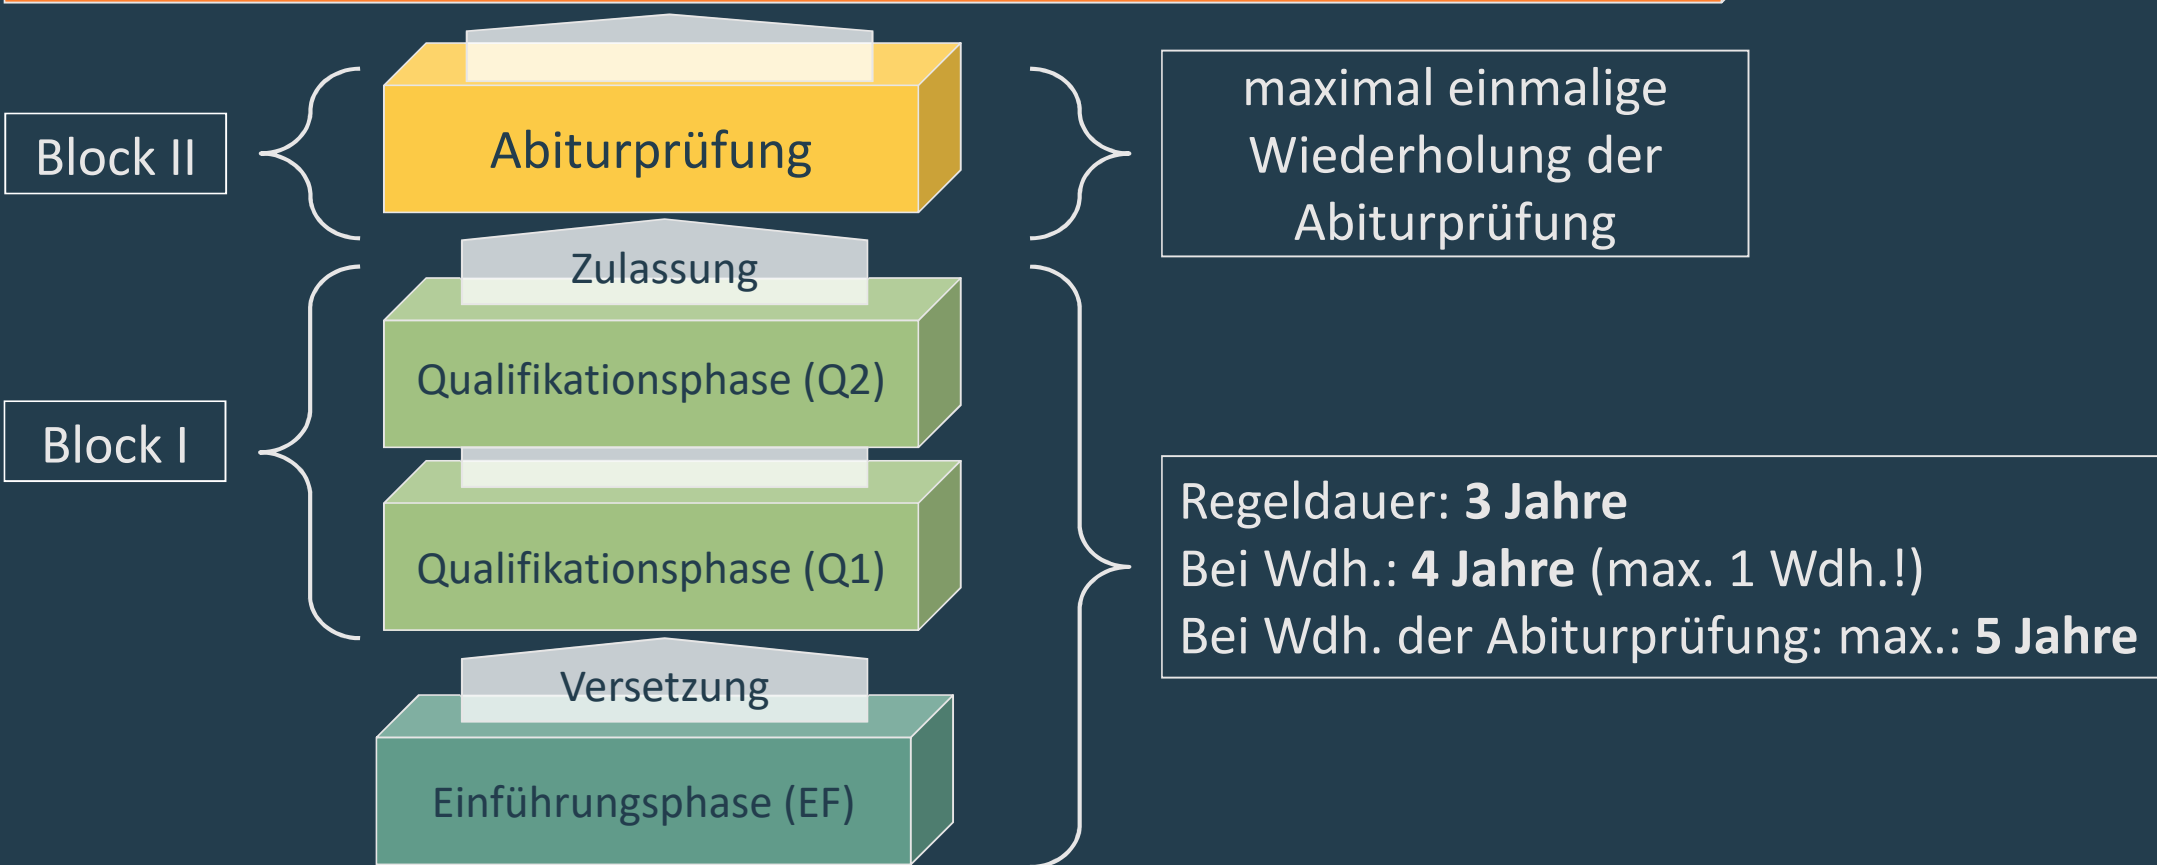 Block II
Abiturprüfung
maximal einmalige
Wiederholung der
Abiturprüfung
Zulassung
Qualifikationsphase (Q2)
Block I
Qualifikationsphase (Q1)
Regeldauer: 3 Jahre
Bei Wdh.: 4 Jahre (max. 1 Wdh.!)
Bei Wdh. der Abiturprüfung: max.: 5 Jahre
Versetzung
Einführungsphase (EF)